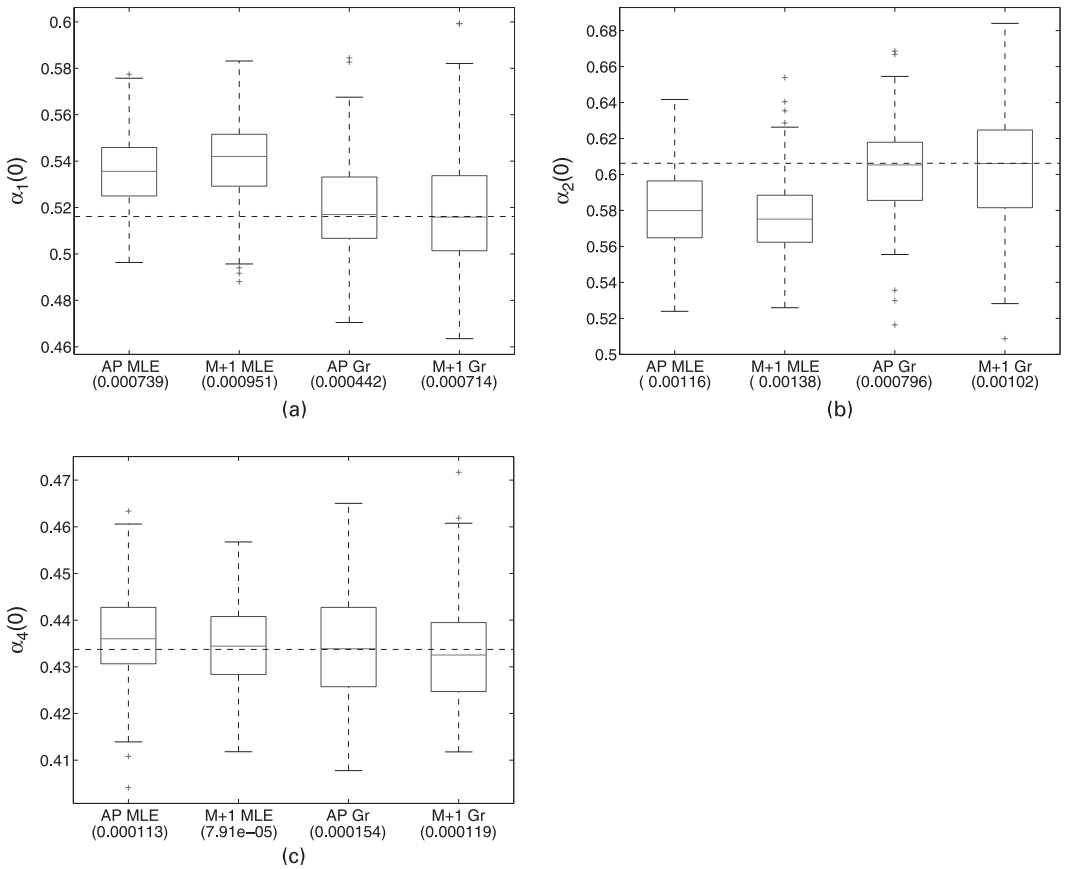 0.6
0.58
0.56
0.54
0.52
0.5
0.48
0.46
α1(0)
AP MLE M+1 MLE AP Gr M+1 Gr
(0.000739) (0.000951) (0.000442) (0.000714)
(a)
0.68
0.66
0.64
0.62
0.6
0.58
0.56
0.54
0.52
0.5
α2(0)
AP MLE M+1 MLE AP Gr M+1 Gr
( 0.00116) ( 0.00138) (0.000796) (0.00102)
(b)
0.47
0.46
0.45
0.44
0.43
0.42
0.41
α4(0)
AP MLE M+1 MLE AP Gr M+1 Gr
(0.000113) (7.91e−05) (0.000154) (0.000119)
(c)